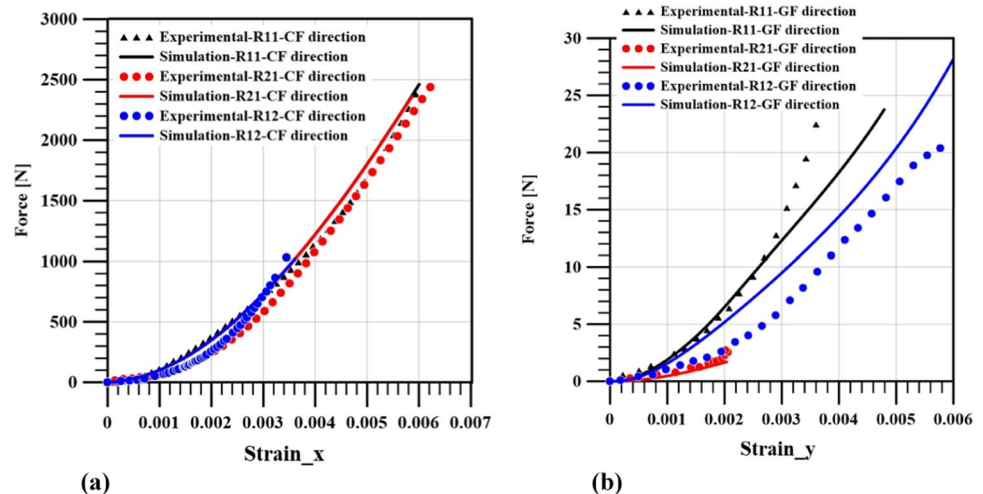 Experimental-R11-CF direction
Simulation-R11-CF direction
Experimental-R21-CF direction
Simulation-R21-CF direction
Experimental-R12-CF direction
Simulation-R12-CF direction
3000
2500
2000
1500
1000
500
0
Force [N]
0 0.001 0.002 0.003 0.004 0.005 0.006 0.007
Strain_x
(a)
Experimental-R11-GF direction
Simulation-R11-GF direction
Experimental-R21-GF direction
Simulation-R21-GF direction
Experimental-R12-GF direction
Simulation-R12-GF direction
30
25
20
15
10
5
0
Force [N]
0 0.001 0.002 0.003 0.004 0.005 0.006
Strain_y
(b)